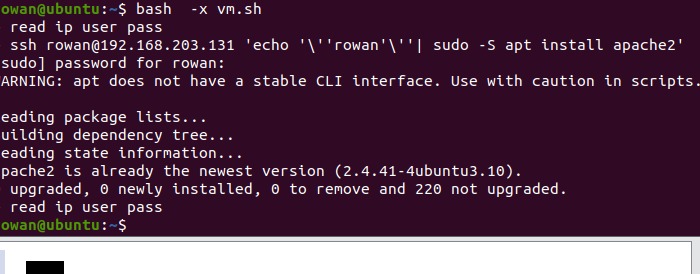 owan@ubuntu:~$ bash  -x vm.sh
read ip user pass
ssh rowan@192.168.203.131 'echo '\''rowan'\''| sudo -S apt install apache2'
sudo] password for rowan:
ARNING: apt does not have a stable CLI interface. Use with caution in scripts.
eading package lists...
uilding dependency tree...
eading state information...
pache2 is already the newest version (2.4.41-4ubuntu3.10).
upgraded, 0 newly installed, 0 to remove and 220 not upgraded.
read ip user pass
owan@ubuntu:~$